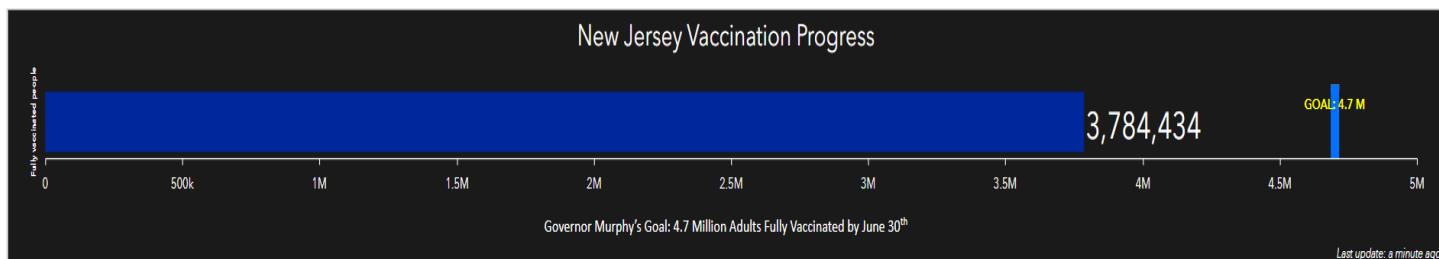 New Jersey Vaccination Progress
Fully vaccinated people
GOAL: 4.7 M
3,784,434
0 500k 1M 1.5M 2M 2.5M 3M 3.5M 4M 4.5M 5M
Governor Murphy's Goal: 4.7 Million Adults Fully Vaccinated by June 30th
Last update: a minute ago